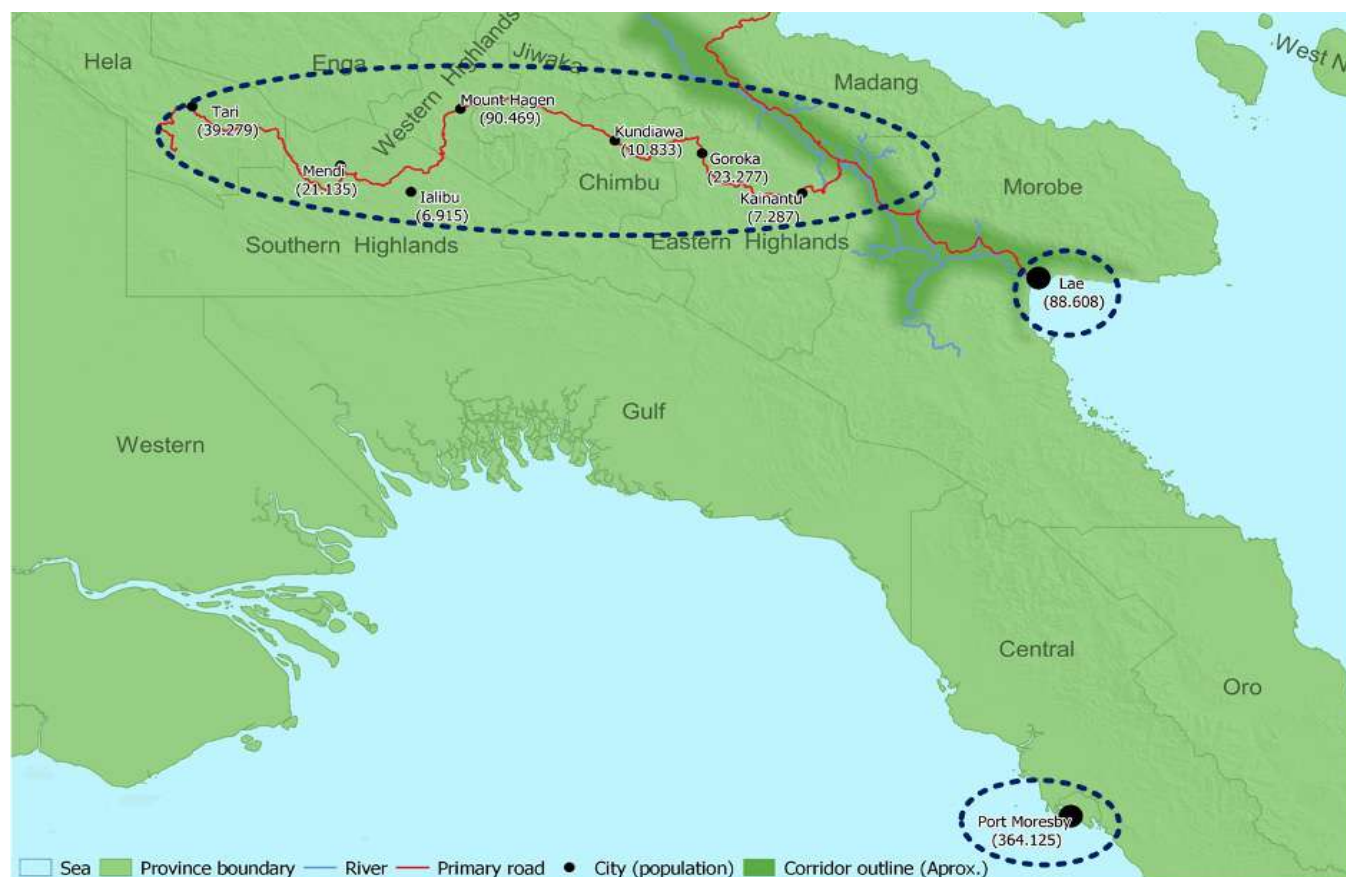 Hela
Enga
Western Highlands
Jiwaka
Madang
West N
Tari
(39.279)
Mount Hagen
(90.469)
Kundiawa
(10.833)
Goroka
(23.277)
Mendi
(21.135)
Ialibu
(6.915)
Chimbu
Kainantu
(7.287)
Morobe
Southern Highlands
Eastern Highlands
Lae
(88.608)
Gulf
Western
Central
Oro
Port Moresby
(364.125)
Sea Province boundary River Primary road City (population) Corridor outline (Aprox.)